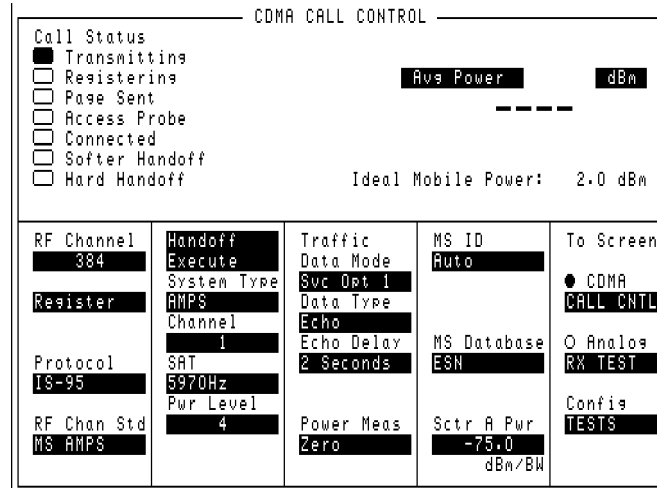 CDMA CALL CONTROL
Call Status
Transmitting
Registering
Page Sent
Access Probe
Connected
Softer Handoff
Hard Handoff
Avg Power dBm
----
Ideal Mobile Power: 2.0 dBm
RF Channel
384
Register
Protocol
IS-95
RF Chan Std
MS AMPS
Handoff
Execute
System Type
AMPS
Channel
1
SAT
5970Hz
Pwr Level
4
Traffic
Data Mode
Svc Opt 1
Data Type
Echo
Echo Delay
2 Seconds
Power Meas
Zero
MS ID
Auto
MS Database
ESN
Sctr A Pwr
-75.0
dBm/BW
To Screen
CDMA
CALL CNTL
Analog
RX TEST
Config
TESTS